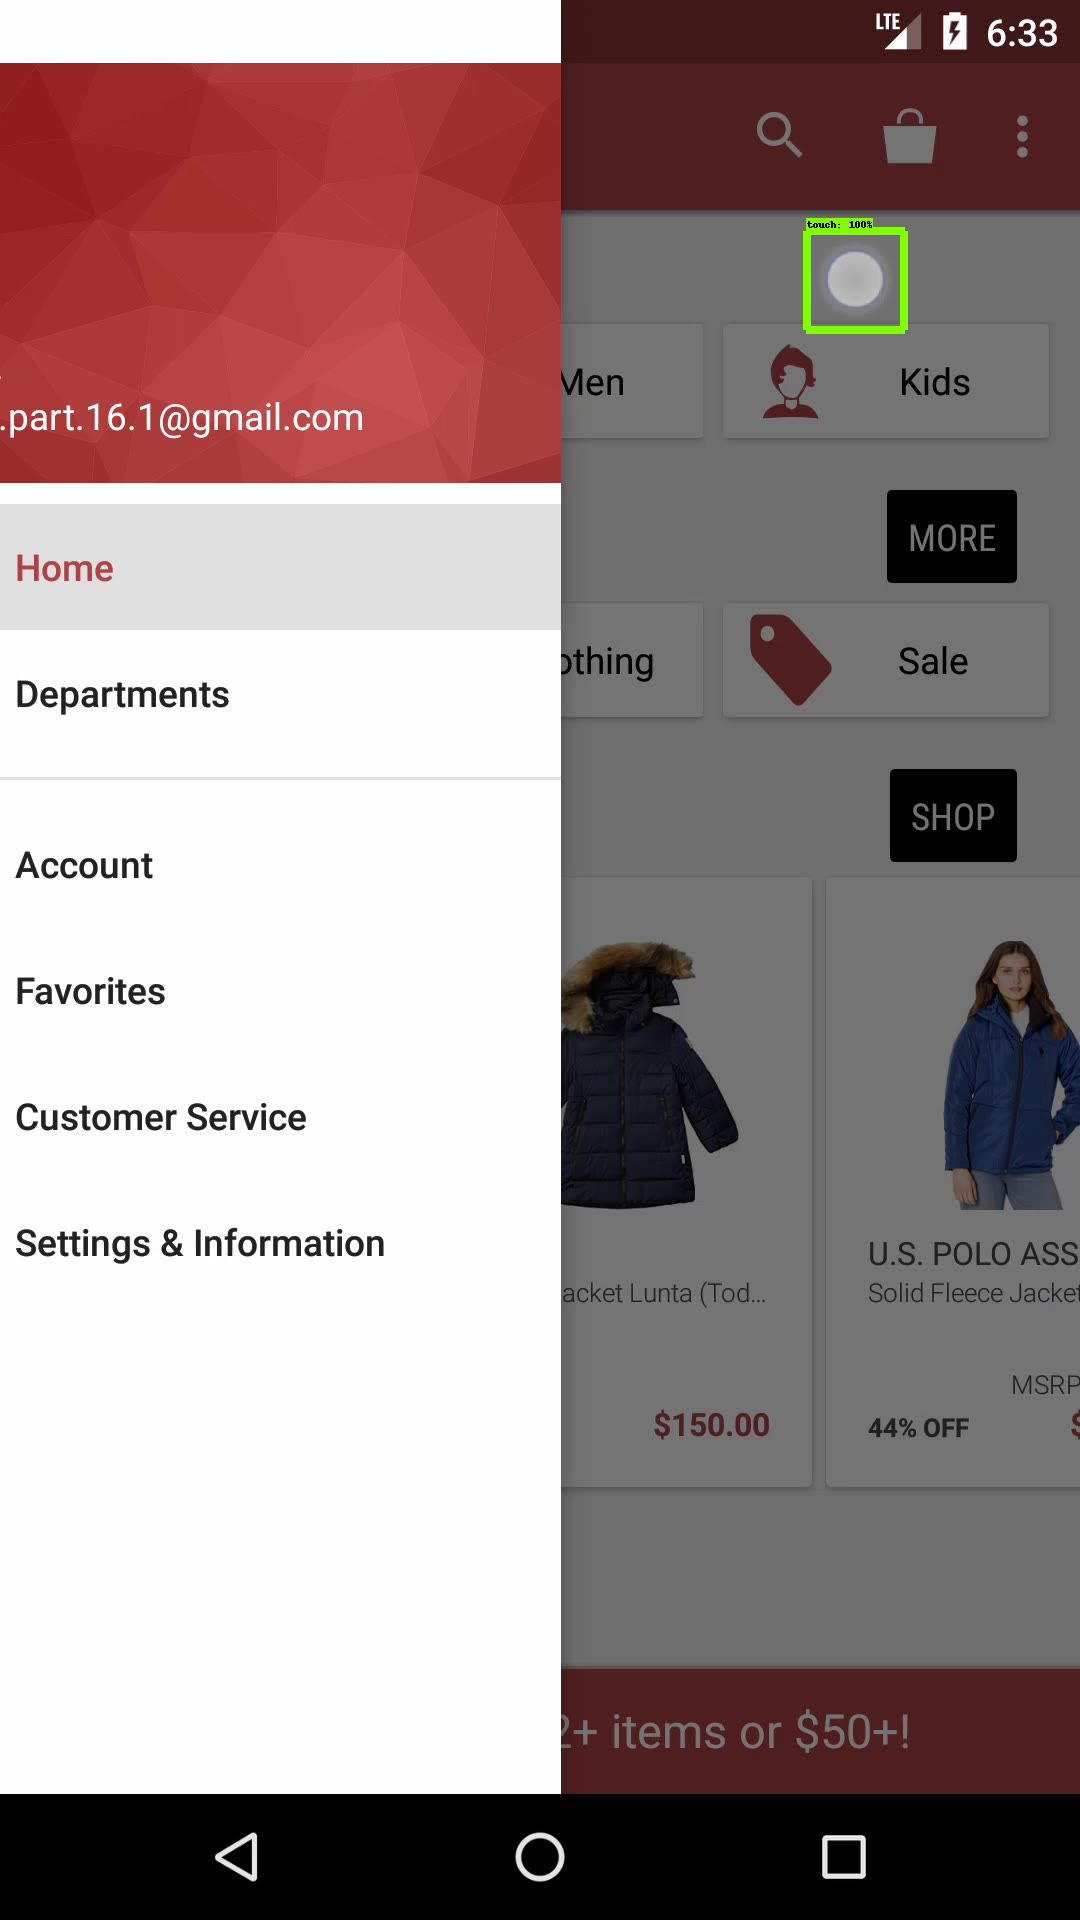 LTE 6:33
touch: 100%
.part.16.1@gmail.com
Men
Kids
Home
MORE
Departments
othing
Sale
SHOP
Account
Favorites
Customer Service
Settings & Information
U.S. POLO ASS
acket Lunta (Tod...
Solid Fleece Jacket
MSRP
$150.00
44% OFF
$
2+ items or $50+!